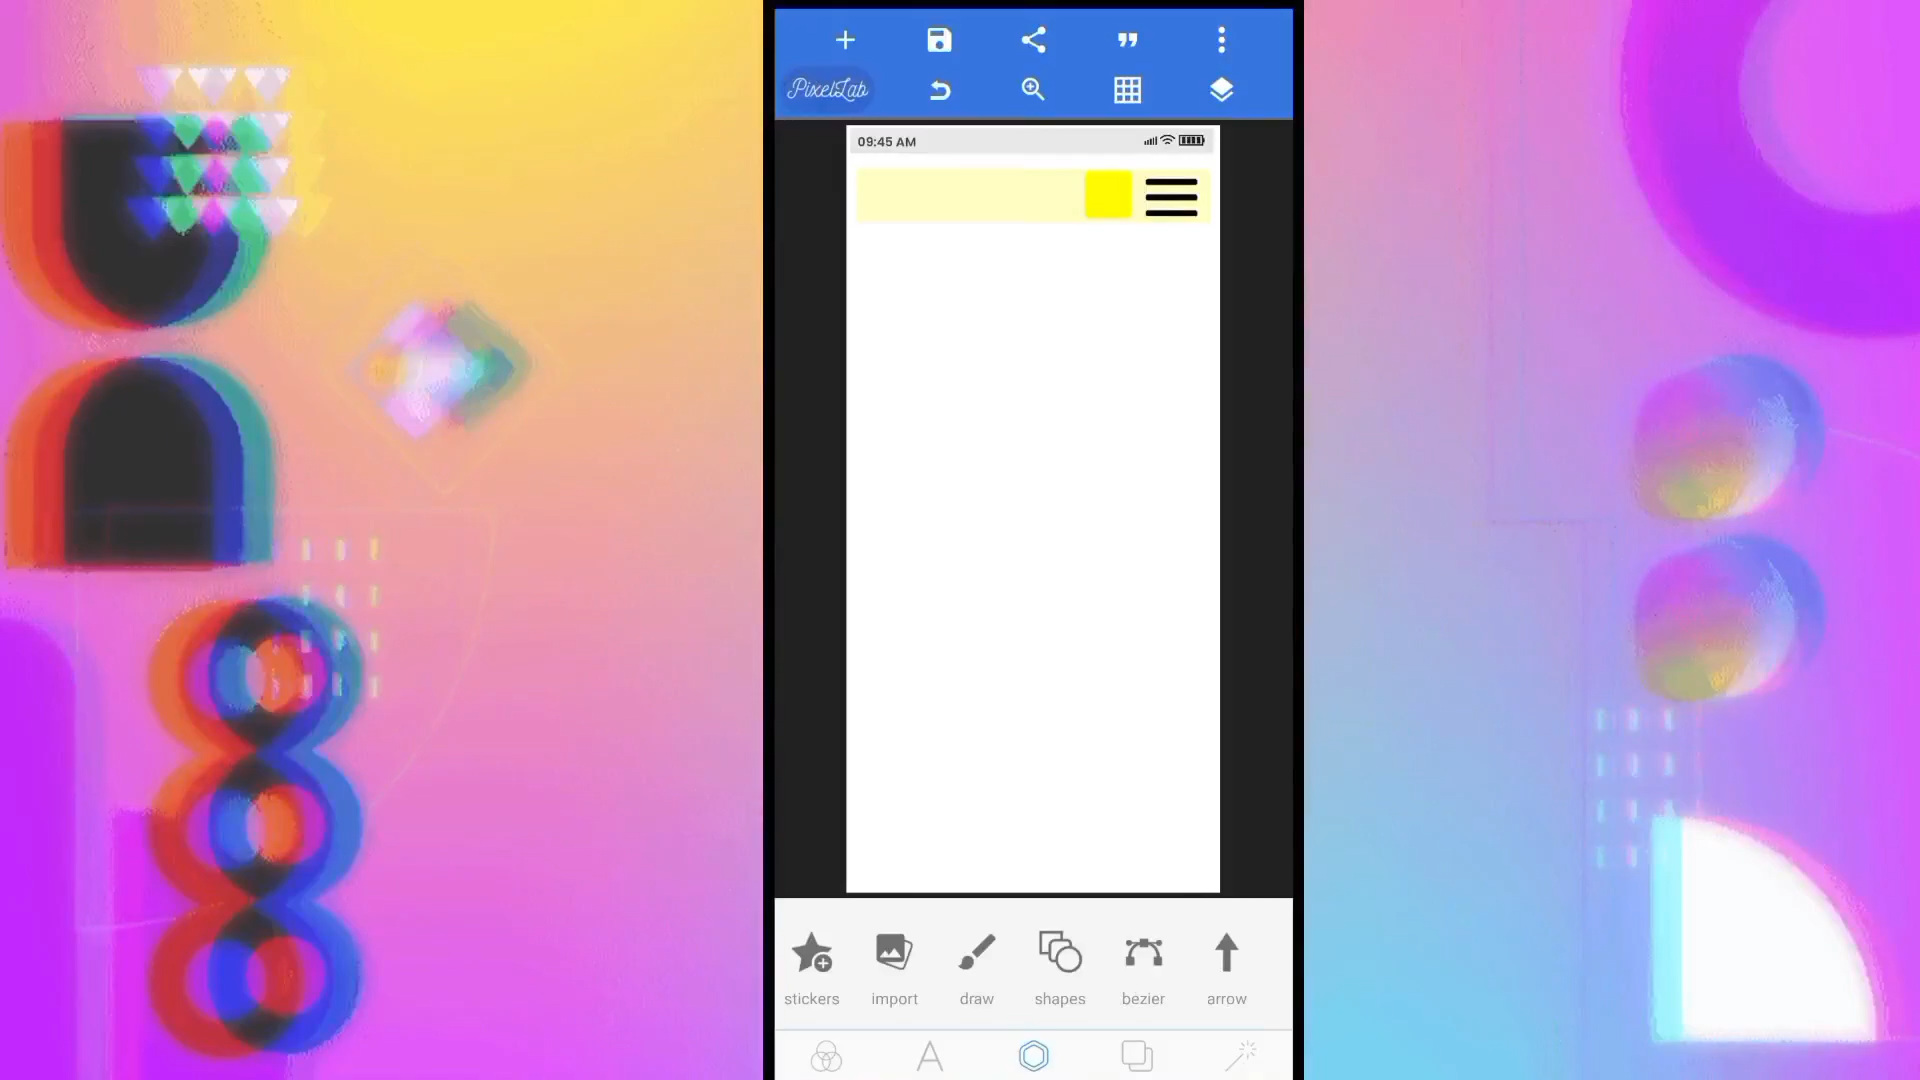 PixelLab
09:45 AM
stickers
import
draw
shapes
bezier
arrow